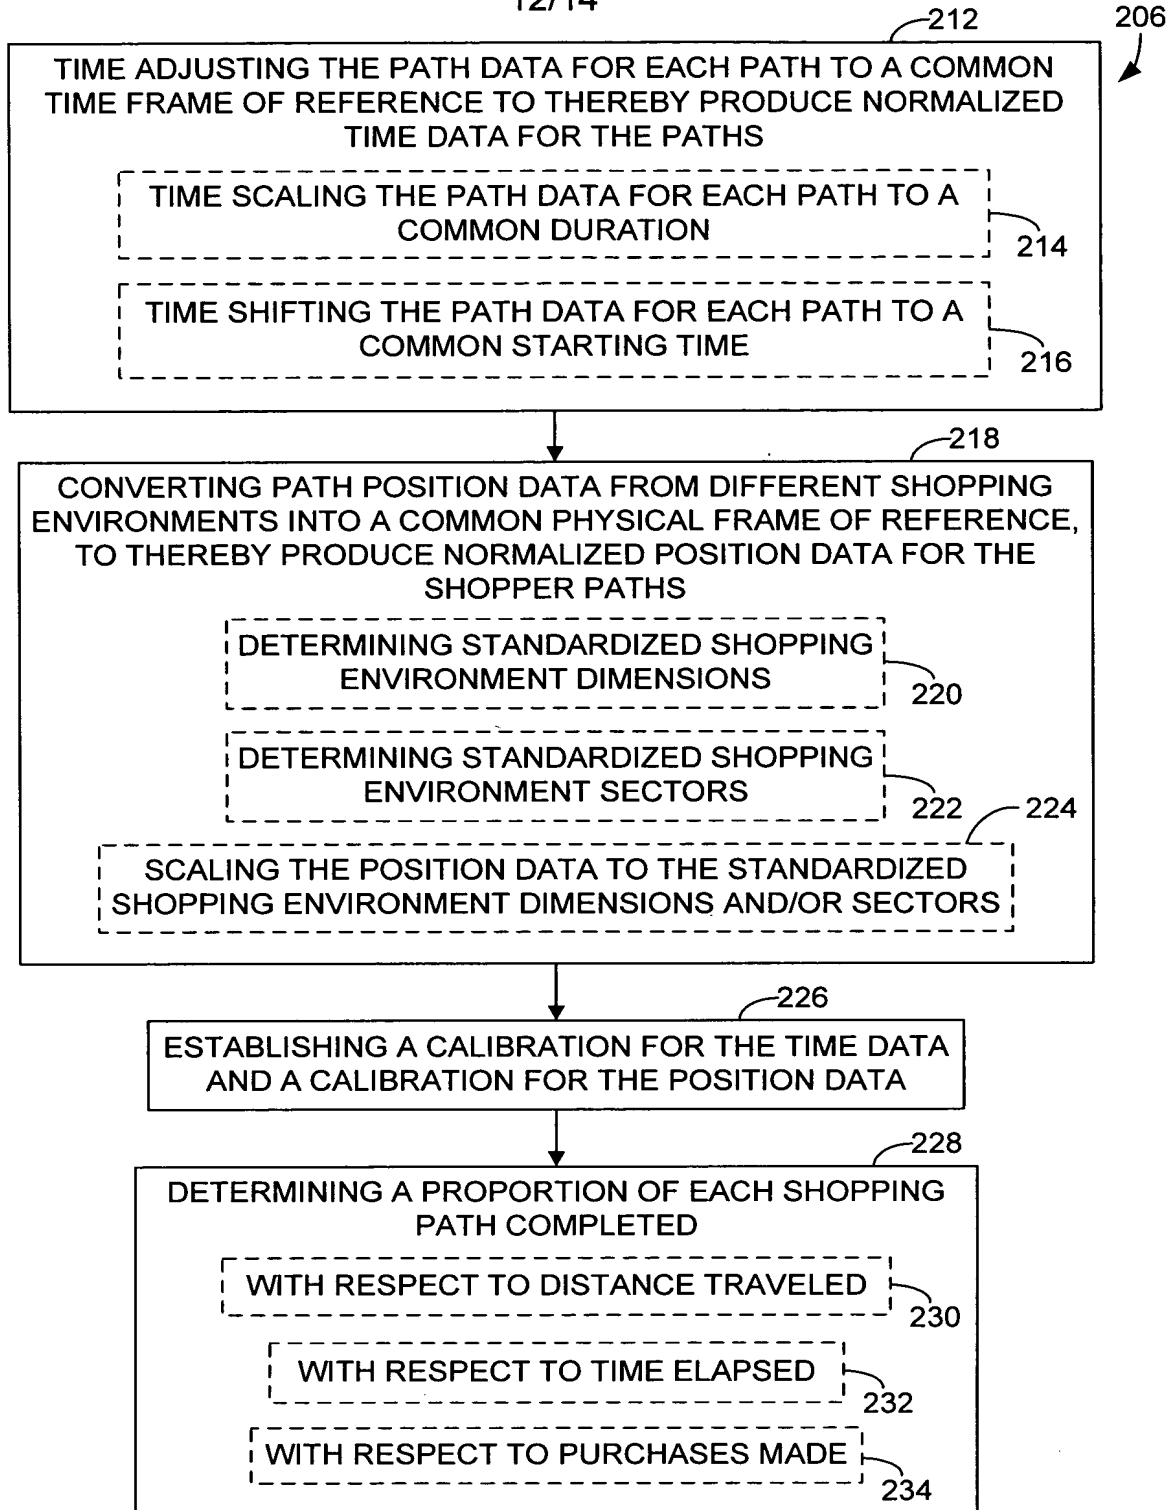 12/14
206
212
TIME ADJUSTING THE PATH DATA FOR EACH PATH TO A COMMON
TIME FRAME OF REFERENCE TO THEREBY PRODUCE NORMALIZED
TIME DATA FOR THE PATHS
TIME SCALING THE PATH DATA FOR EACH PATH TO A
COMMON DURATION
214
TIME SHIFTING THE PATH DATA FOR EACH PATH TO A
COMMON STARTING TIME
216
218
CONVERTING PATH POSITION DATA FROM DIFFERENT SHOPPING
ENVIRONMENTS INTO A COMMON PHYSICAL FRAME OF REFERENCE,
TO THEREBY PRODUCE NORMALIZED POSITION DATA FOR THE
SHOPPER PATHS
DETERMINING STANDARDIZED SHOPPING
ENVIRONMENT DIMENSIONS
220
DETERMINING STANDARDIZED SHOPPING
ENVIRONMENT SECTORS
222
224
SCALING THE POSITION DATA TO THE STANDARDIZED
SHOPPING ENVIRONMENT DIMENSIONS AND/OR SECTORS
226
ESTABLISHING A CALIBRATION FOR THE TIME DATA
AND A CALIBRATION FOR THE POSITION DATA
228
DETERMINING A PROPORTION OF EACH SHOPPING
PATH COMPLETED
WITH RESPECT TO DISTANCE TRAVELED
230
WITH RESPECT TO TIME ELAPSED
232
WITH RESPECT TO PURCHASES MADE
234